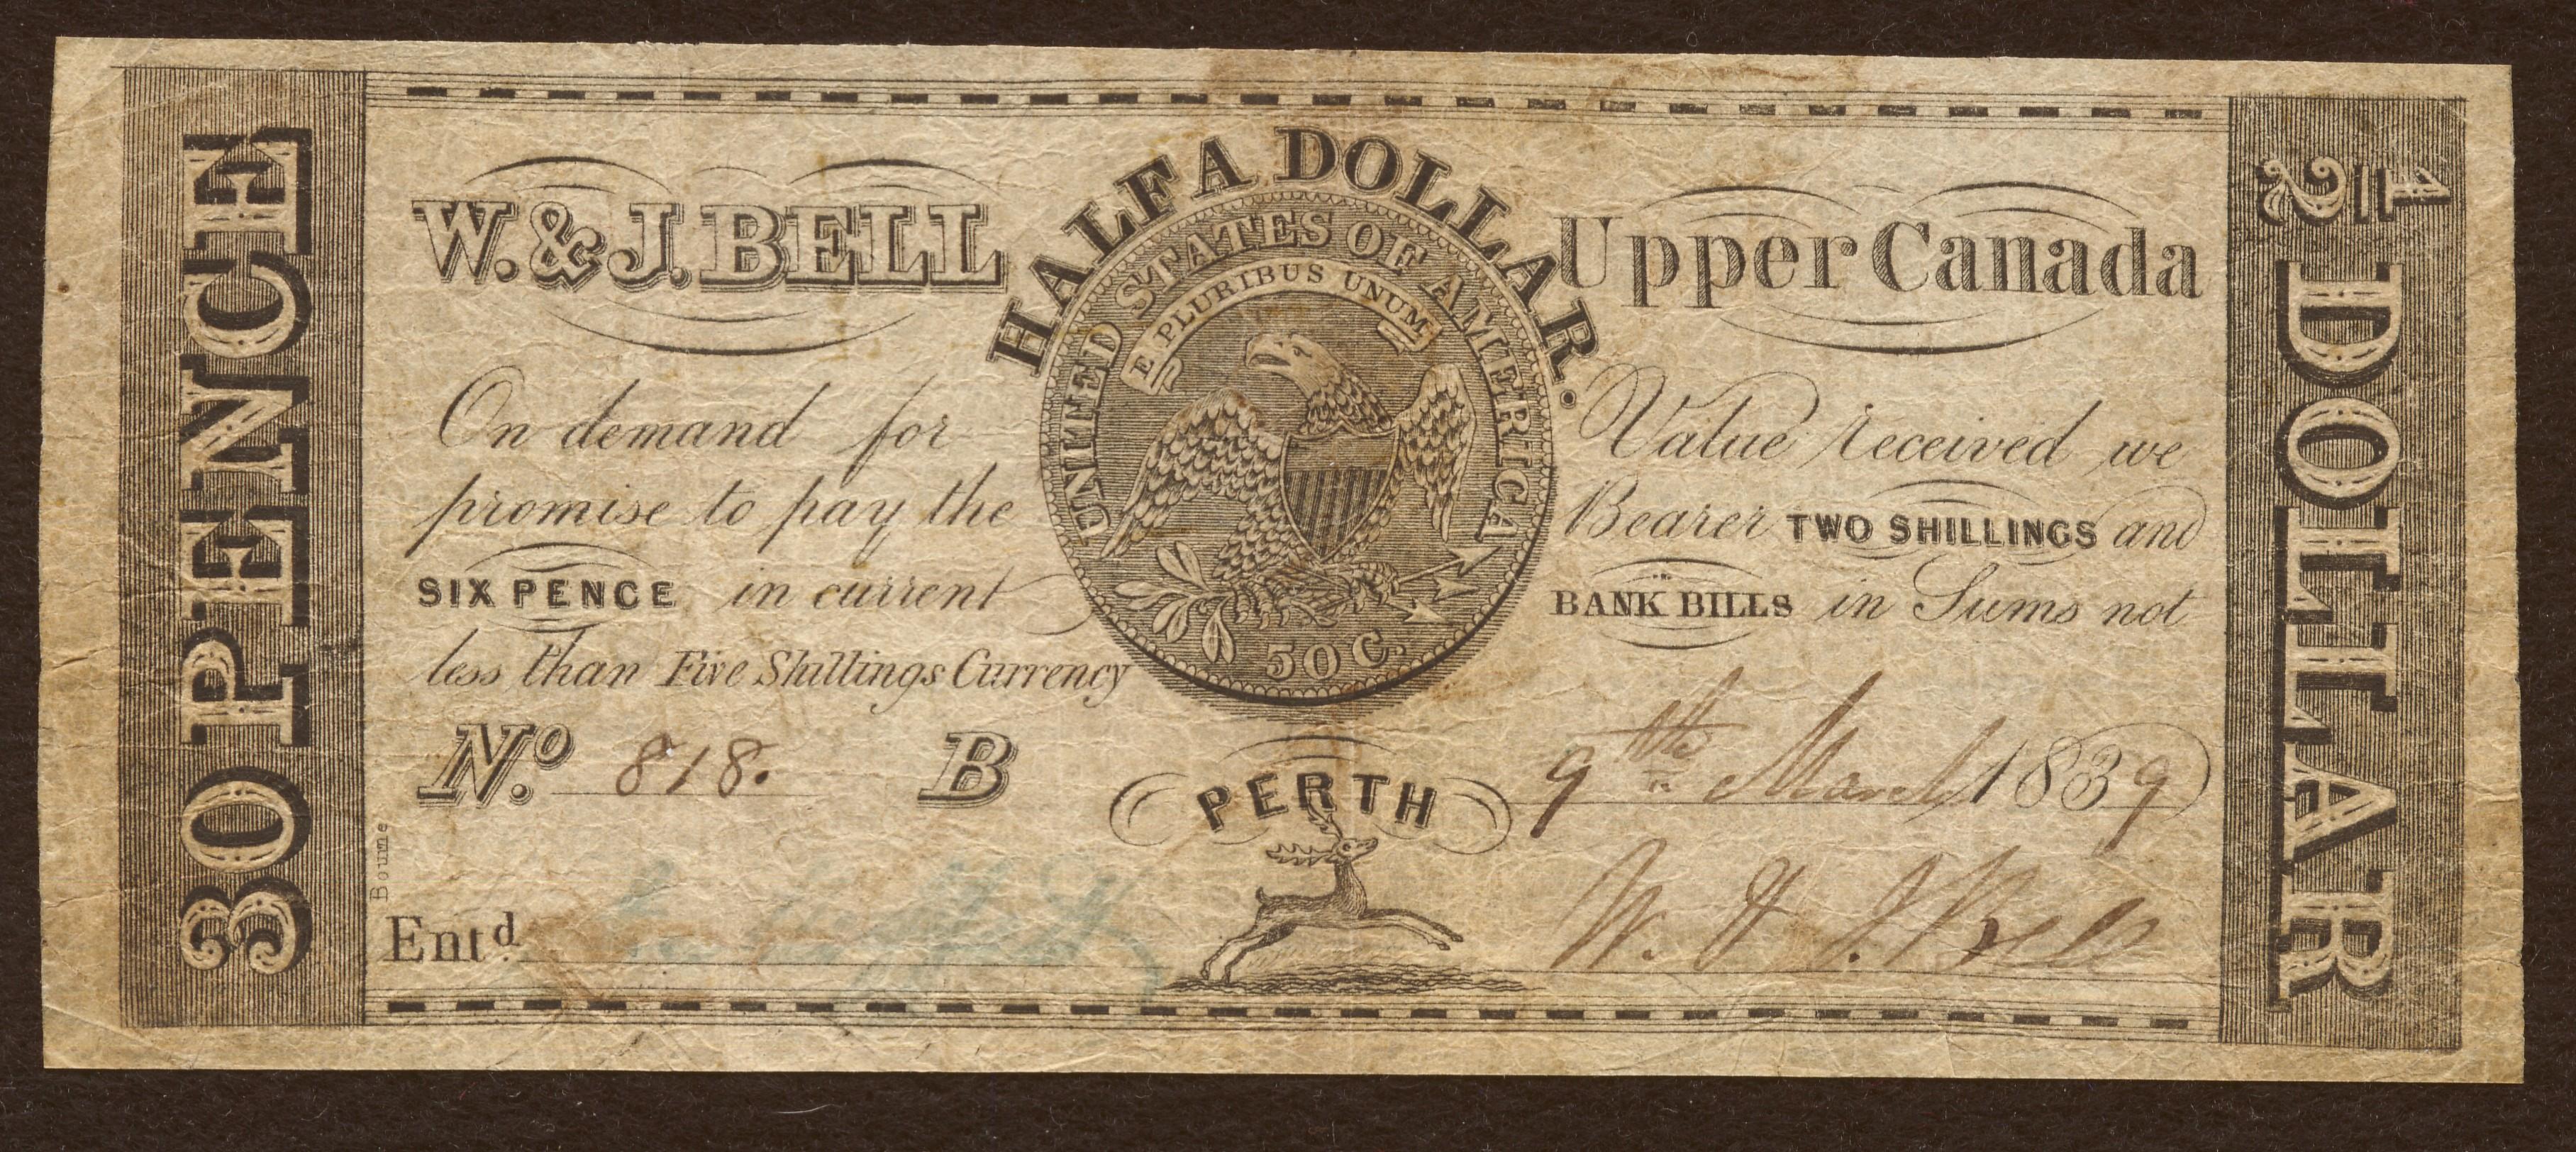 30 PENCE
W. & J. BELL
HALF A DOLLAR.
Upper Canada
UNITED STATES OF AMERICA
E PLURIBUS UNUM
50 C.
On demand for Value received we
promise to pay the Bearer TWO SHILLINGS and
SIX PENCE in current BANK BILLS in Sums not
less than Five Shillings Currency
No. 818. B
PERTH
9th March 1839
Bourne
Entd.
W. & J. Bell
1/2 DOLLAR